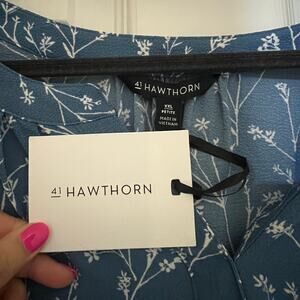 41 HAWTHORN
XXL
PETITE
MADE IN
VIETNAM
41 HAWTHORN